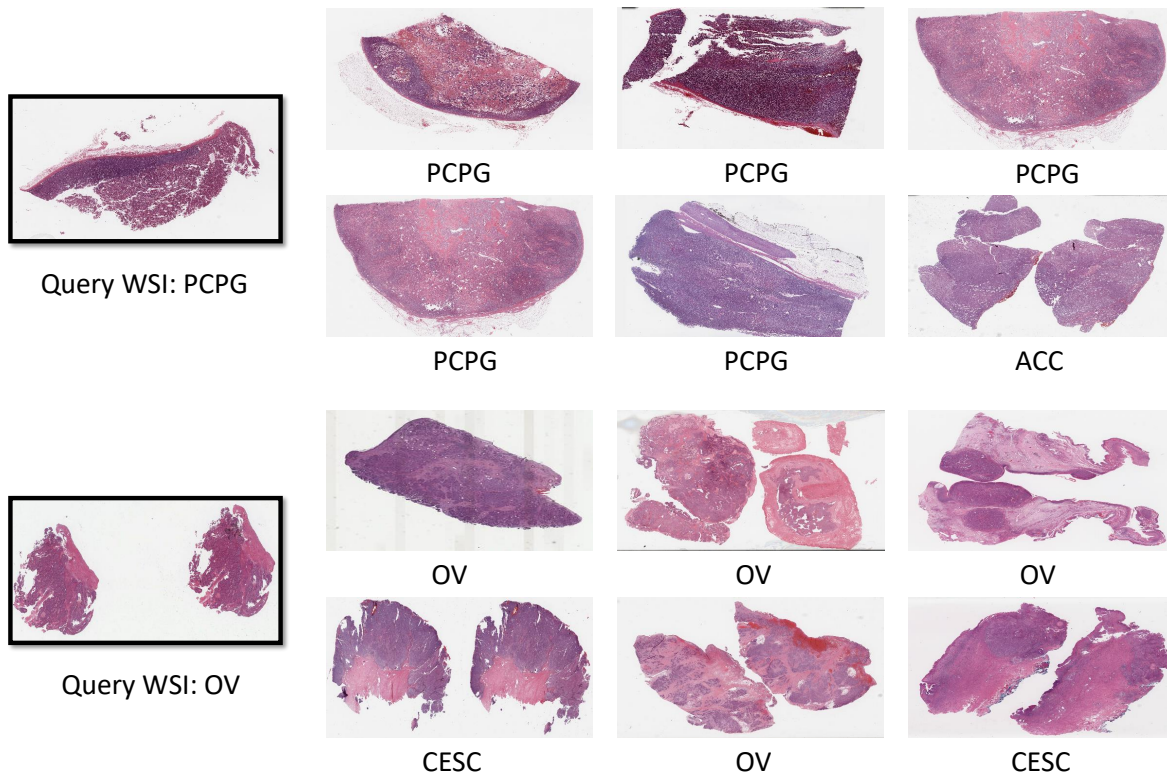 PCPG PCPG PCPG
Query WSI: PCPG
PCPG PCPG ACC
OV OV OV
Query WSI: OV
CESC OV CESC